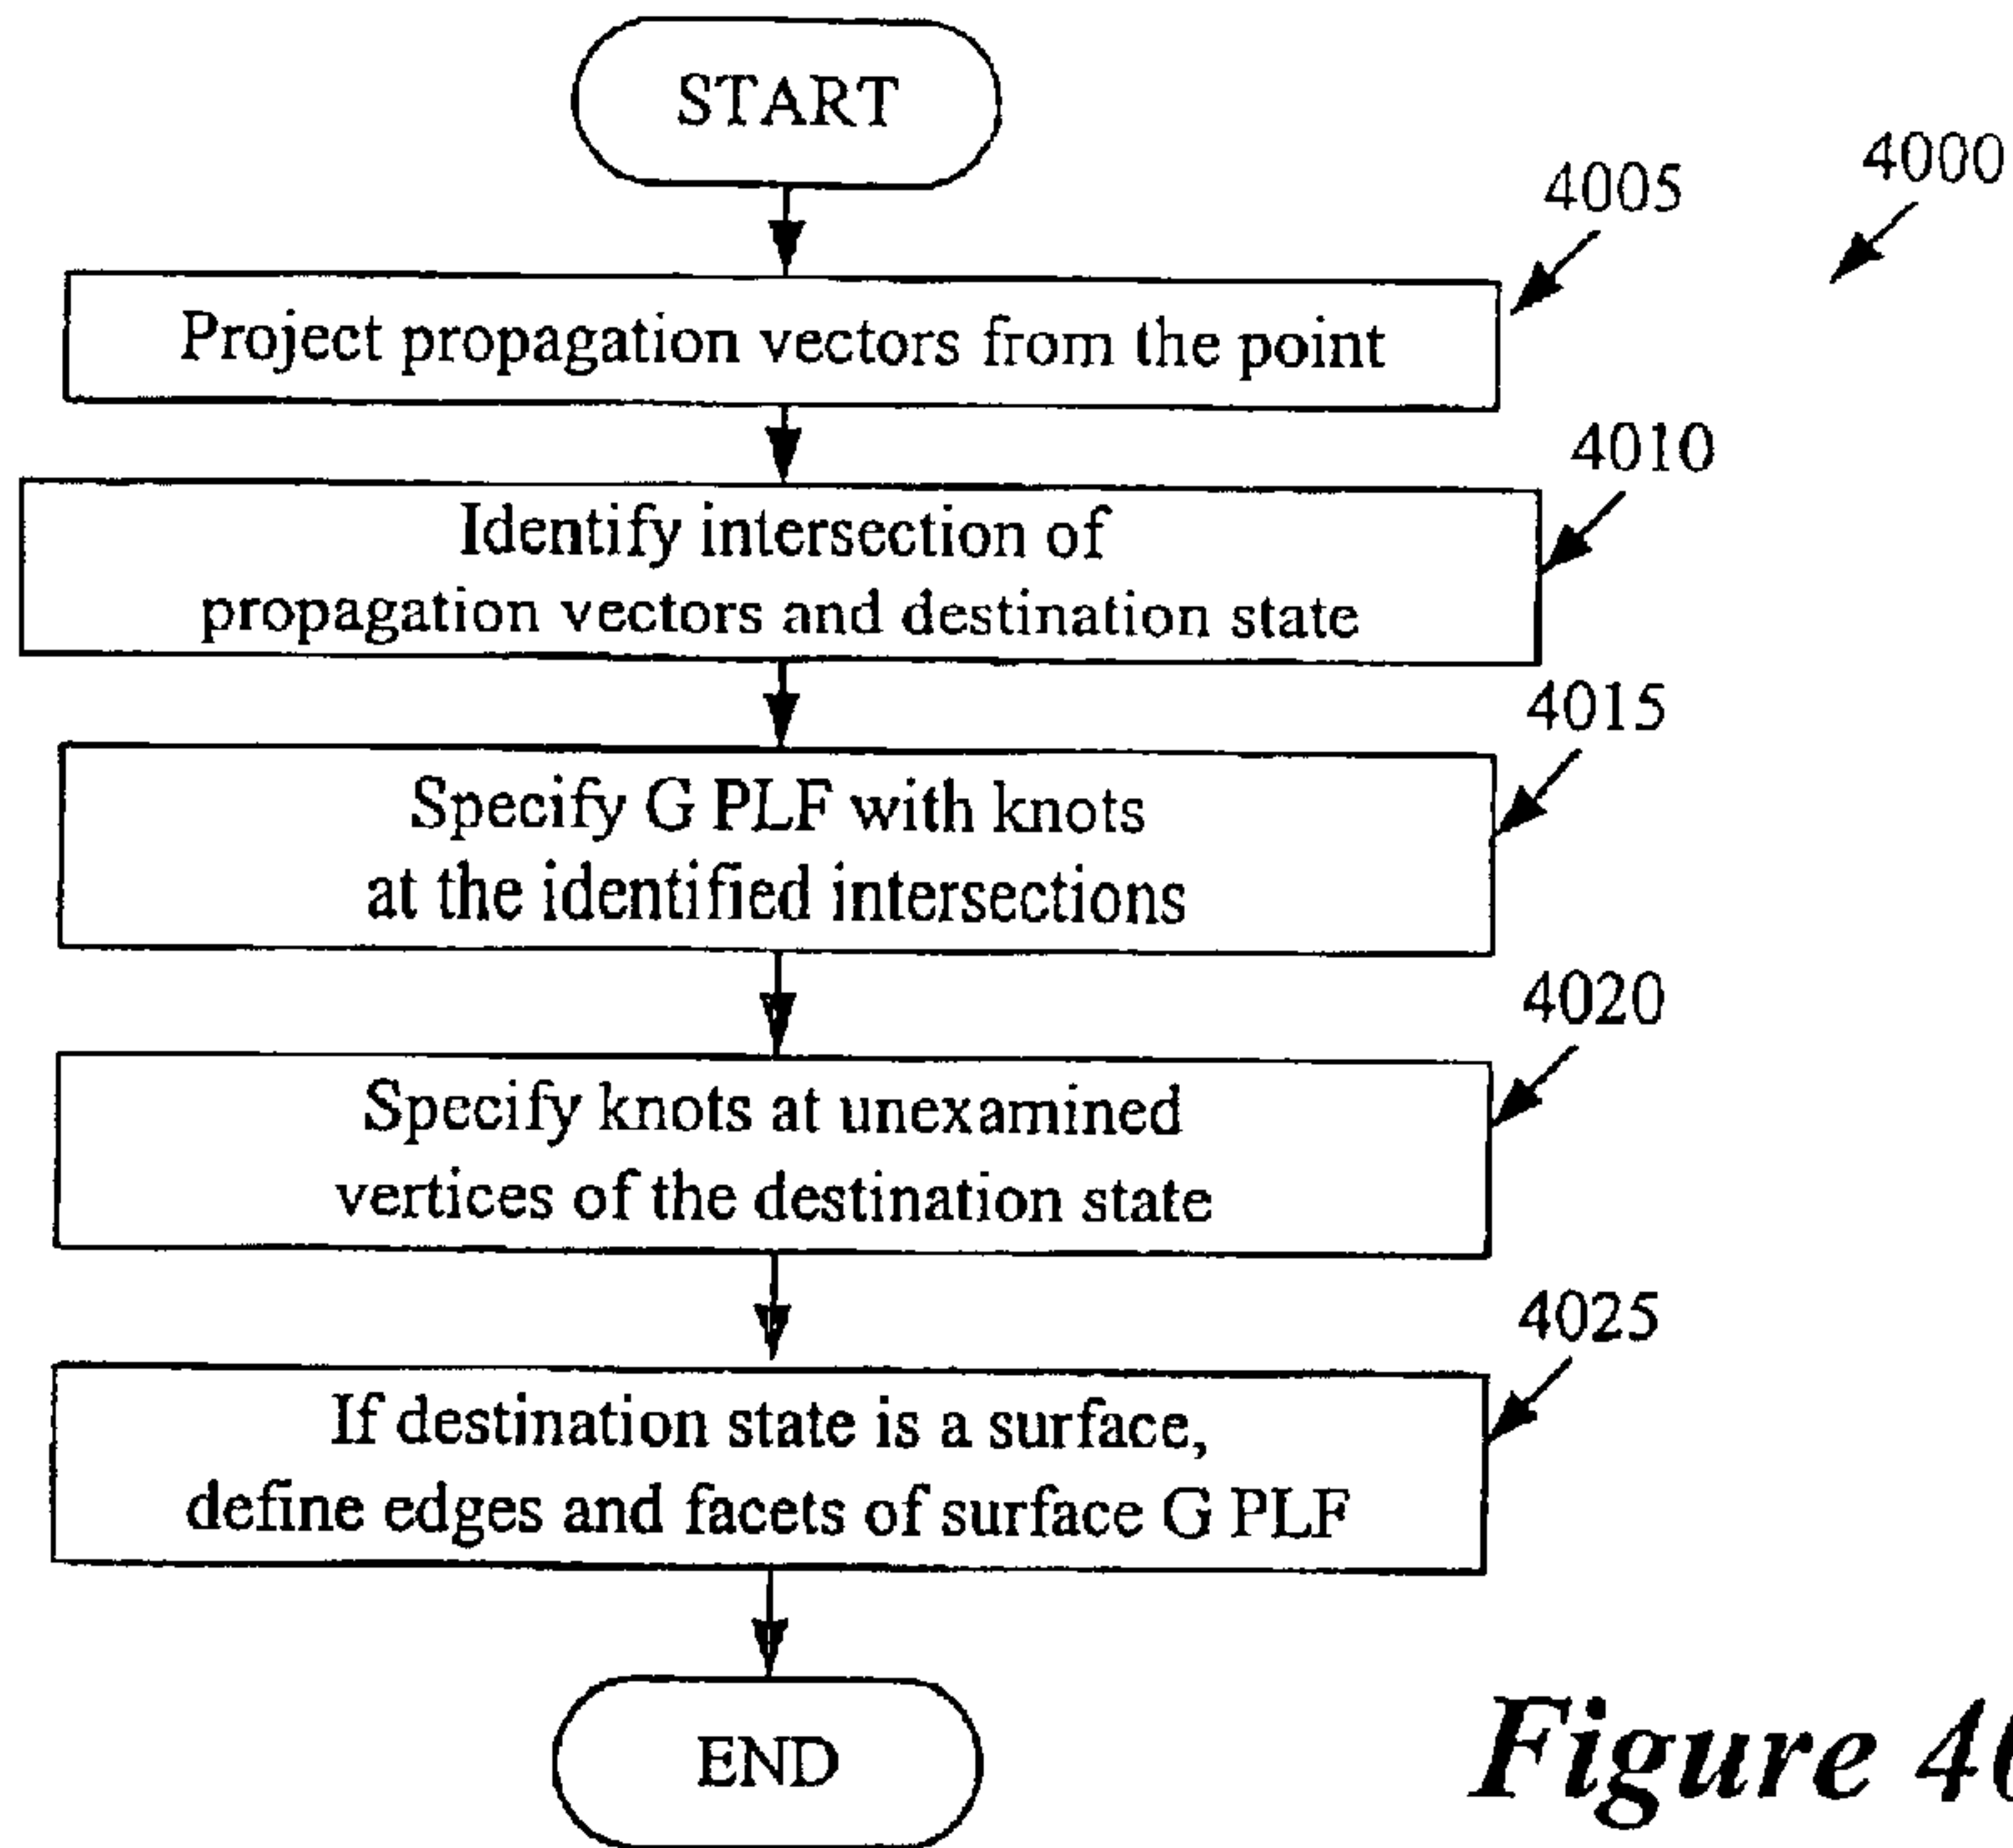 START
4000
4005
Project propagation vectors from the point
4010
Identify intersection of
propagation vectors and destination state
4015
Specify G PLF with knots
at the identified intersections
4020
Specify knots at unexamined
vertices of the destination state
4025
If destination state is a surface,
define edges and facets of surface G PLF
END
Figure 40